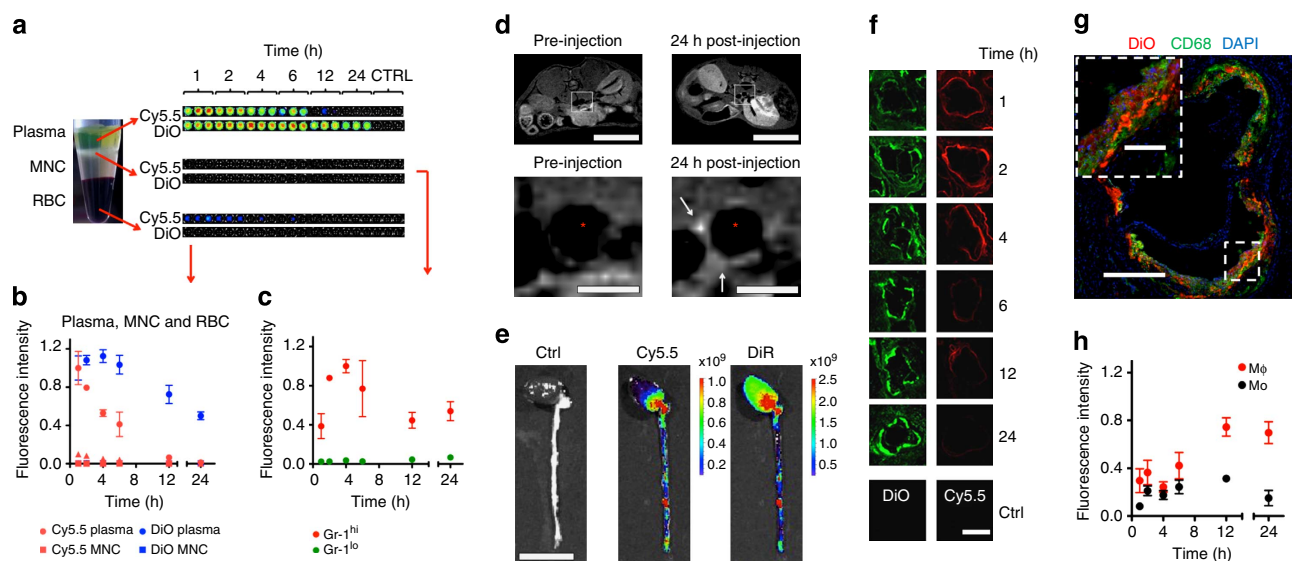 a
Time (h)
1 2 4 6 12 24 CTRL
Plasma
MNC
RBC
Cy5.5
DiO
Cy5.5
DiO
Cy5.5
DiO
b
Plasma, MNC and RBC
Fluorescence intensity
1.2
0.8
0.4
0.0
0 4 8 12 24
Time (h)
Cy5.5 plasma DiO plasma
Cy5.5 MNC DiO MNC
c
Fluorescence intensity
1.2
0.8
0.4
0.0
0 4 8 12 24
Time (h)
Gr-1hi
Gr-1lo
d
Pre-injection 24 h post-injection
Pre-injection 24 h post-injection
*
*
e
Ctrl Cy5.5 DiR
x10⁹
1.0
0.8
0.6
0.4
0.2
x10⁹
2.5
2.0
1.5
1.0
0.5
f
Time (h)
1
2
4
6
12
24
DiO Cy5.5 Ctrl
g
DiO CD68 DAPI
h
Fluorescence intensity
1.2
0.8
0.4
0.0
0 4 8 12 24
Time (h)
Mϕ
Mo